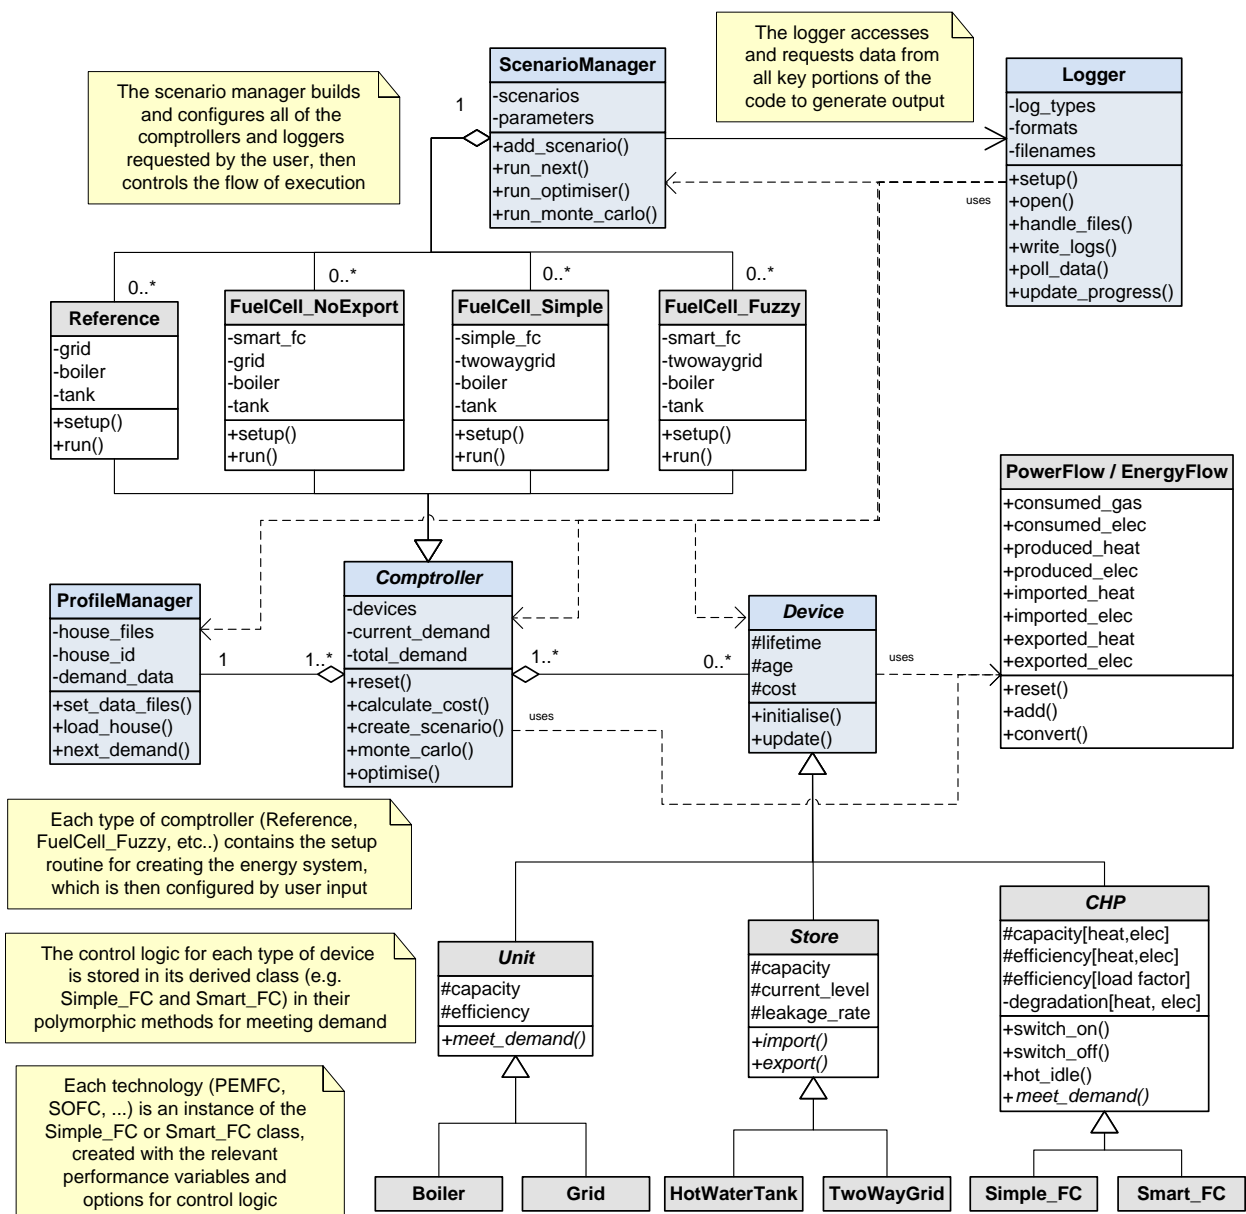 The scenario manager builds
and configures all of the
comptrollers and loggers
requested by the user, then
controls the flow of execution
1
ScenarioManager
-scenarios
-parameters
+add_scenario()
+run_next()
+run_optimiser()
+run_monte_carlo()
The logger accesses
and requests data from
all key portions of the
code to generate output
Logger
-log_types
-formats
-filenames
+setup()
+open()
+handle_files()
+write_logs()
+poll_data()
+update_progress()
uses
0..*
0..*
0..*
0..*
Reference
-grid
-boiler
-tank
+setup()
+run()
FuelCell_NoExport
-smart_fc
-grid
-boiler
-tank
+setup()
+run()
FuelCell_Simple
-simple_fc
-twowaygrid
-boiler
-tank
+setup()
+run()
FuelCell_Fuzzy
-smart_fc
-twowaygrid
-boiler
-tank
+setup()
+run()
PowerFlow / EnergyFlow
+consumed_gas
+consumed_elec
+produced_heat
+produced_elec
+imported_heat
+imported_elec
+exported_heat
+exported_elec
+reset()
+add()
+convert()
ProfileManager
-house_files
-house_id
-demand_data
+set_data_files()
+load_house()
+next_demand()
1
1..*
Comptroller
-devices
-current_demand
-total_demand
+reset()
+calculate_cost()
+create_scenario()
+monte_carlo()
+optimise()
1..*
0..*
uses
Device
#lifetime
#age
#cost
+initialise()
+update()
uses
Each type of comptroller (Reference,
FuelCell_Fuzzy, etc..) contains the setup
routine for creating the energy system,
which is then configured by user input
The control logic for each type of device
is stored in its derived class (e.g.
Simple_FC and Smart_FC) in their
polymorphic methods for meeting demand
Each technology (PEMFC,
SOFC, ...) is an instance of the
Simple_FC or Smart_FC class,
created with the relevant
performance variables and
options for control logic
Unit
#capacity
#efficiency
+meet_demand()
Store
#capacity
#current_level
#leakage_rate
+import()
+export()
CHP
#capacity[heat,elec]
#efficiency[heat,elec]
#efficiency[load factor]
-degradation[heat, elec]
+switch_on()
+switch_off()
+hot_idle()
+meet_demand()
Boiler
Grid
HotWaterTank
TwoWayGrid
Simple_FC
Smart_FC